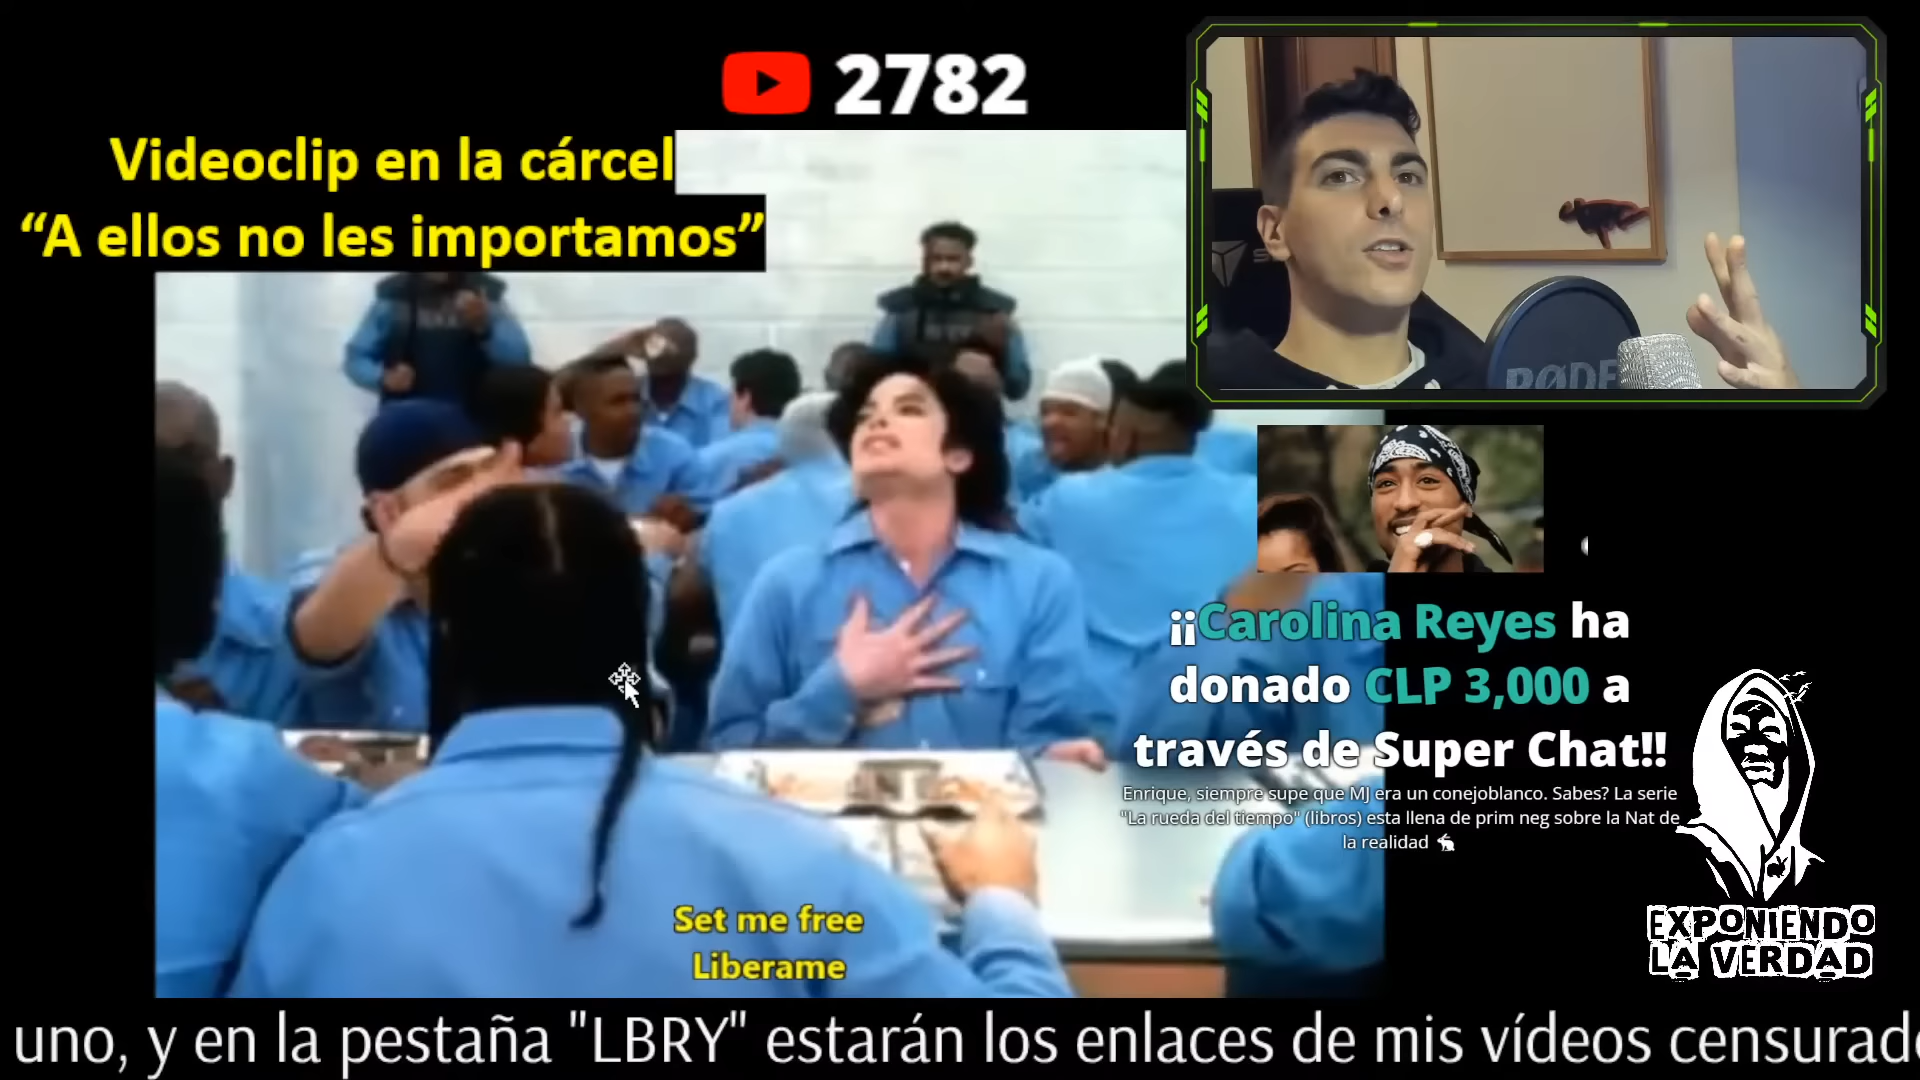 2782
Videoclip en la cárcel
“A ellos no les importamos”
RØDE
¡¡Carolina Reyes ha
donado CLP 3,000 a
través de Super Chat!!
Enrique, siempre supe que MJ era un conejoblanco. Sabes? La serie
"La rueda del tiempo" (libros) esta llena de prim neg sobre la Nat de
la realidad
EXPONIENDO
LA VERDAD
Set me free
Liberame
uno, y en la pestaña "LBRY" estarán los enlaces de mis vídeos censurad